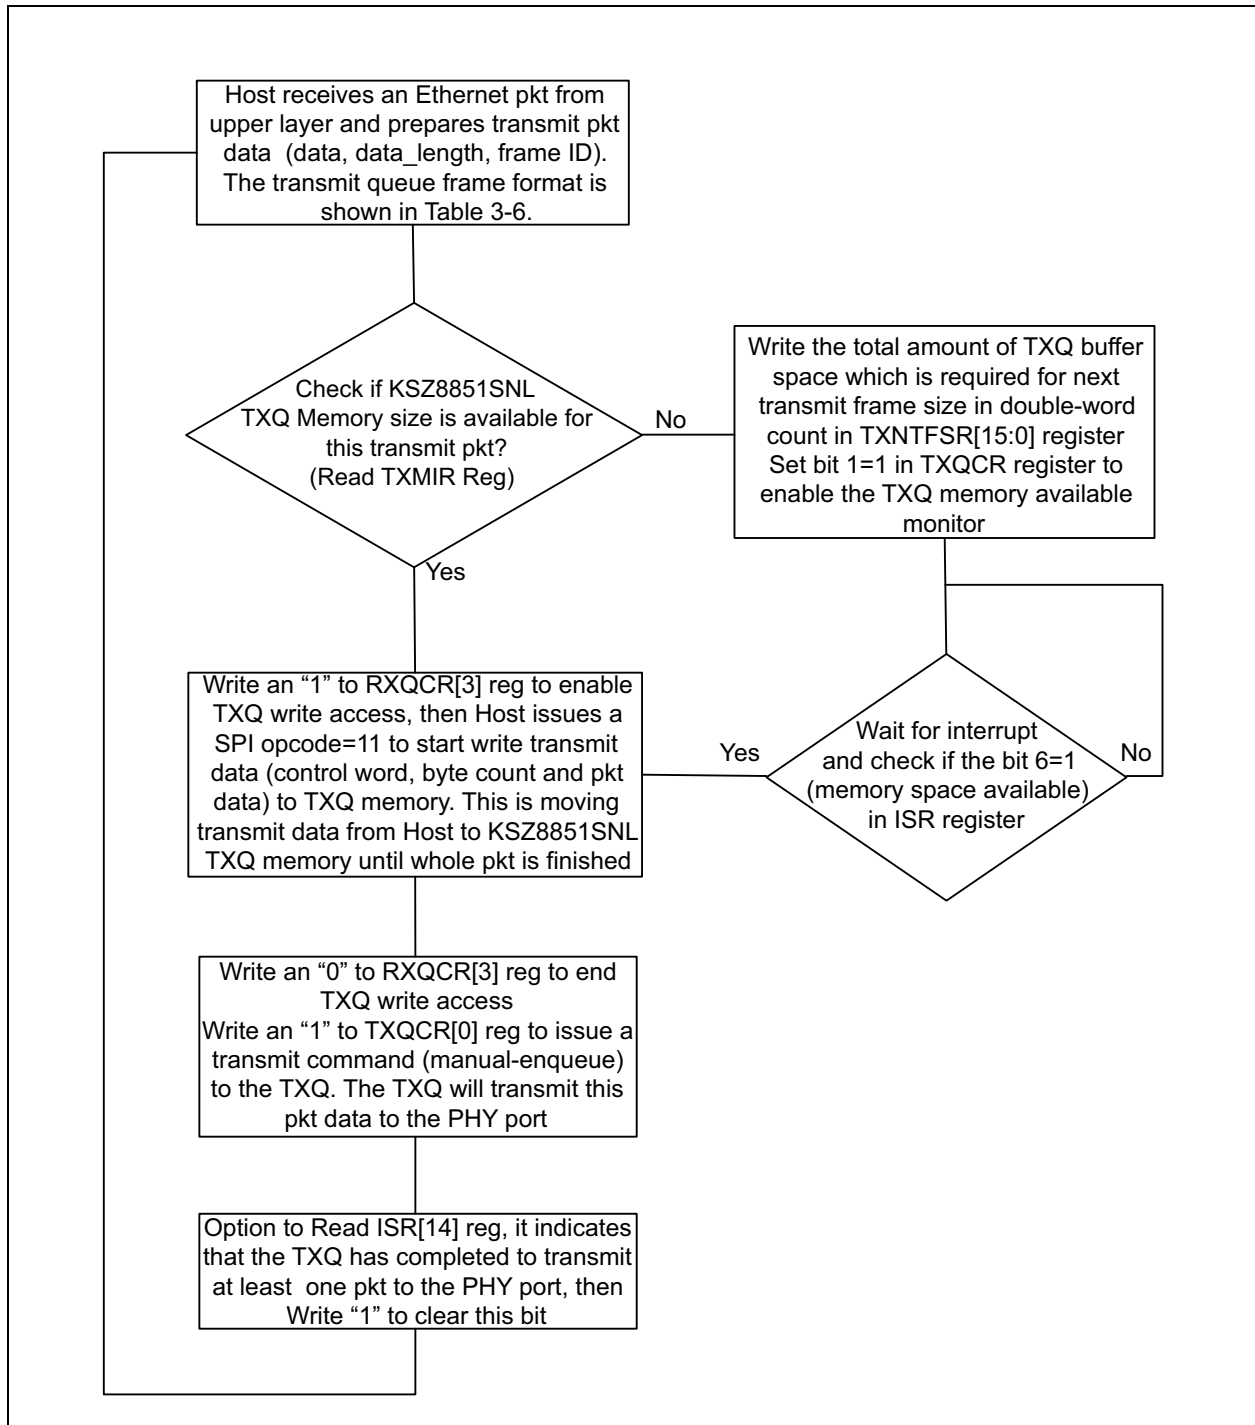 Host receives an Ethernet pkt from
upper layer and prepares transmit pkt
data (data, data_length, frame ID).
The transmit queue frame format is
shown in Table 3-6.
Check if KSZ8851SNL
TXQ Memory size is available for
this transmit pkt?
(Read TXMIR Reg)
No
Write the total amount of TXQ buffer
space which is required for next
transmit frame size in double-word
count in TXNTFSR[15:0] register
Set bit 1=1 in TXQCR register to
enable the TXQ memory available
monitor
Yes
Wait for interrupt
and check if the bit 6=1
(memory space available)
in ISR register
No
Yes
Write an “1” to RXQCR[3] reg to enable
TXQ write access, then Host issues a
SPI opcode=11 to start write transmit
data (control word, byte count and pkt
data) to TXQ memory. This is moving
transmit data from Host to KSZ8851SNL
TXQ memory until whole pkt is finished
Write an “0” to RXQCR[3] reg to end
TXQ write access
Write an “1” to TXQCR[0] reg to issue a
transmit command (manual-enqueue)
to the TXQ. The TXQ will transmit this
pkt data to the PHY port
Option to Read ISR[14] reg, it indicates
that the TXQ has completed to transmit
at least one pkt to the PHY port, then
Write “1” to clear this bit